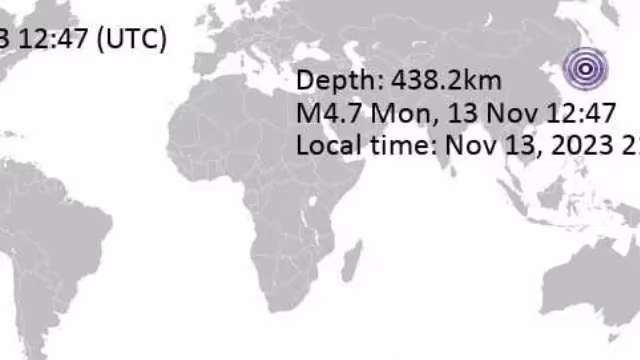 3 12:47 (UTC)
Depth: 438.2km
M4.7 Mon, 13 Nov 12:47
Local time: Nov 13, 2023 2